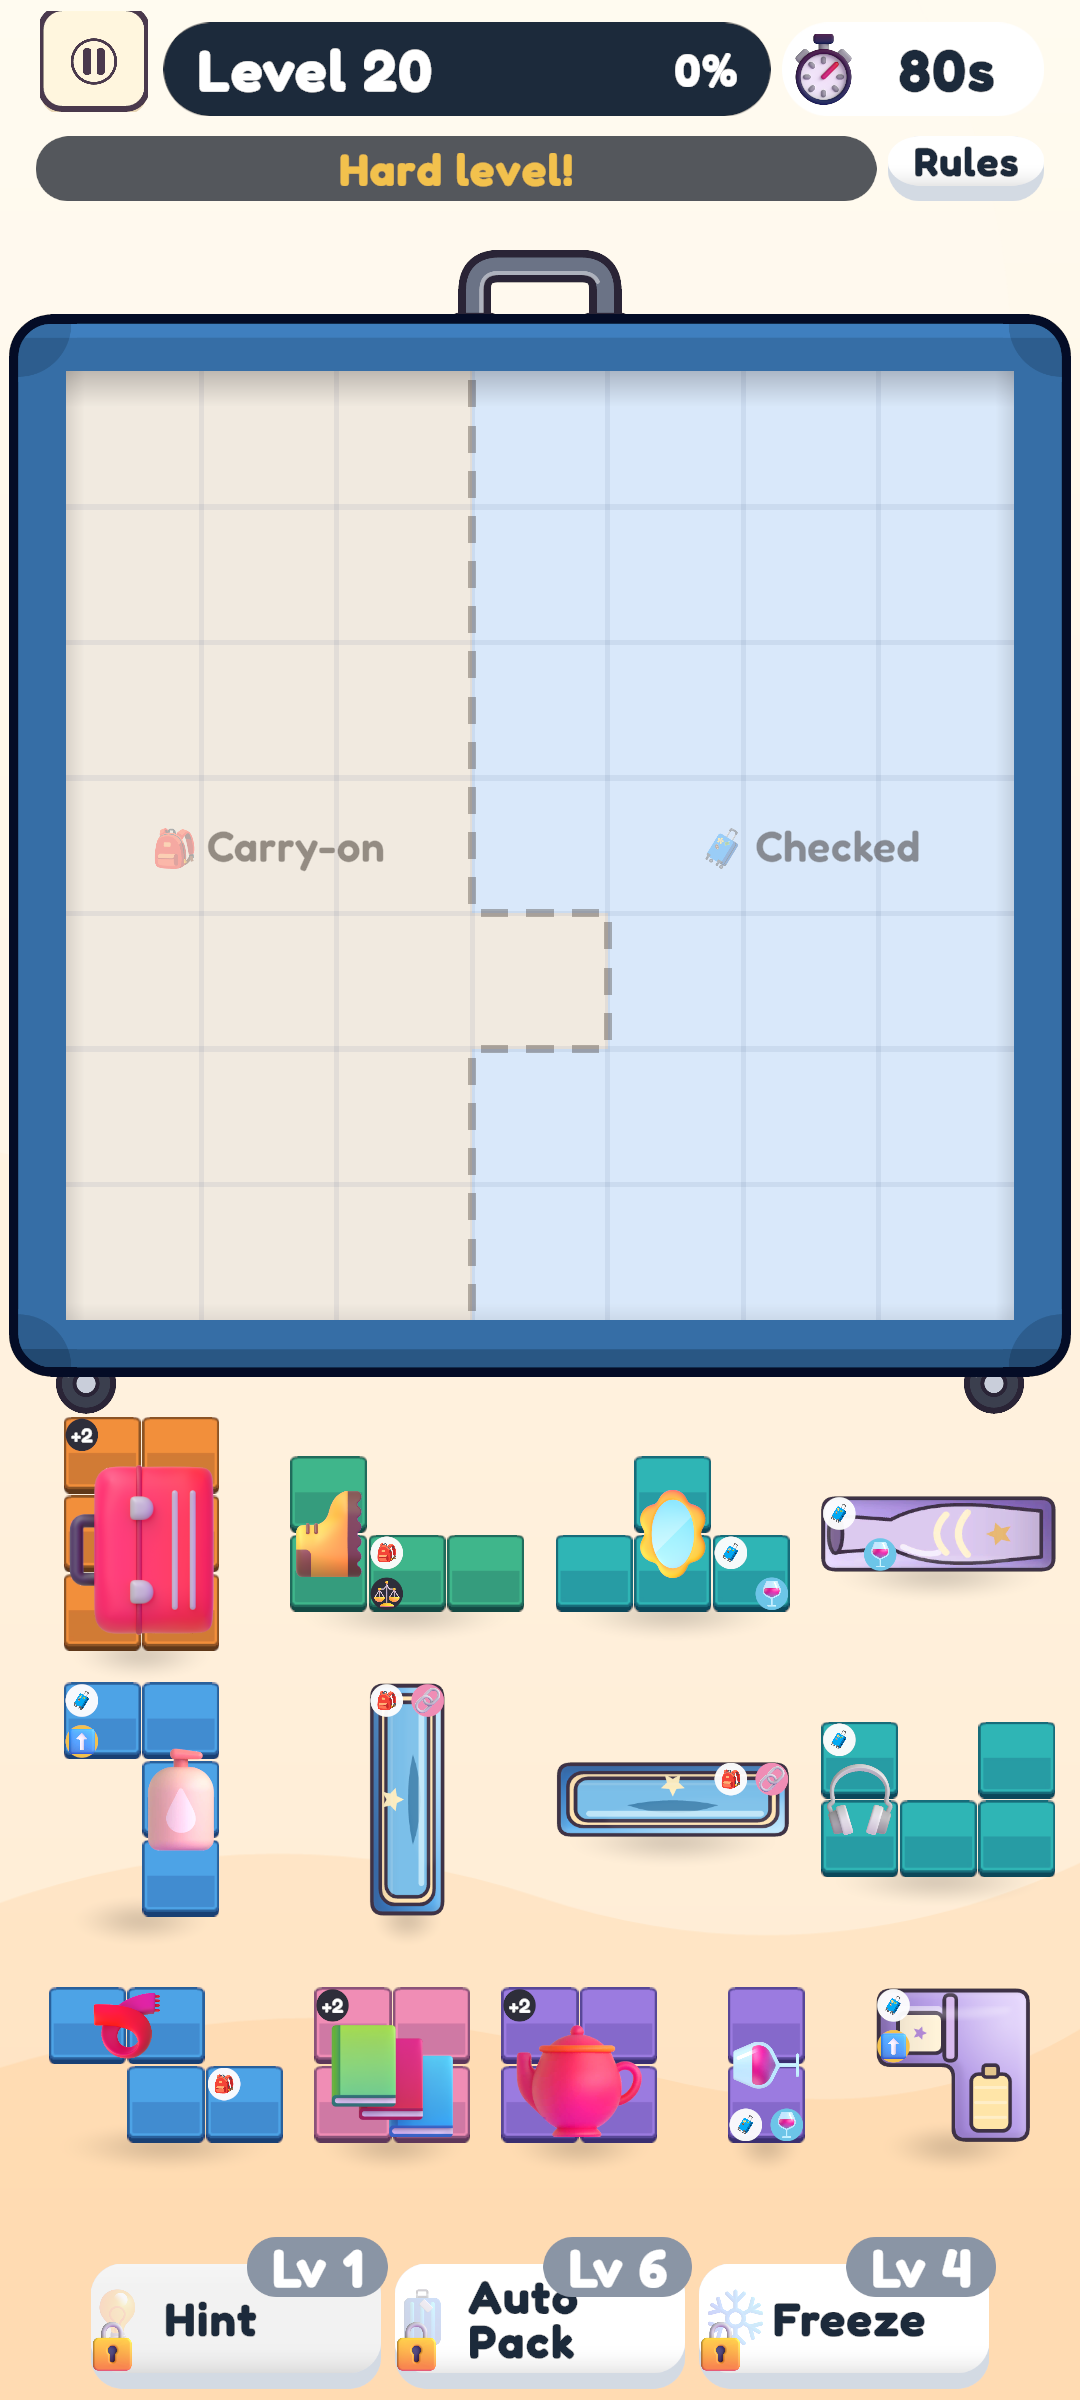 Level 20
0%
80s
Hard level!
Rules
Carry-on
Checked
+2
+2
+2
Lv 1
Lv 6
Lv 4
Hint
Auto
Pack
Freeze